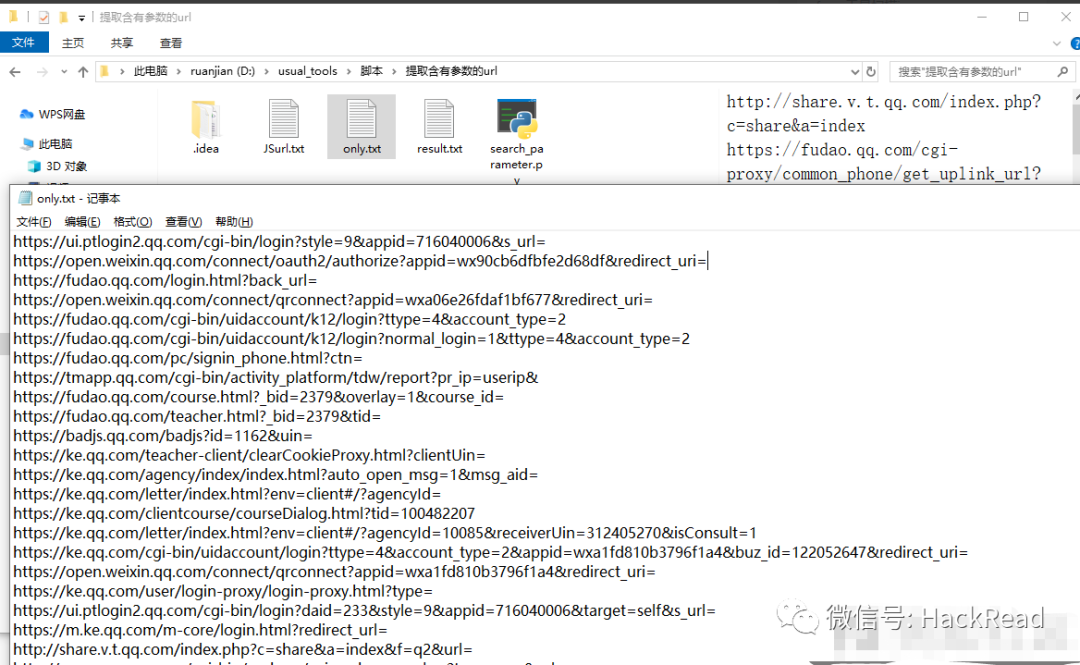 提取含有参数的url
文件 主页 共享 查看
此电脑 › ruanjian (D:) › usual_tools › 脚本 › 提取含有参数的url
搜索"提取含有参数的url"
WPS网盘
此电脑
3D 对象
.idea
JSurl.txt
only.txt
result.txt
search_pa
rameter.p
y
http://share.v.t.qq.com/index.php?
c=share&a=index
https://fudao.qq.com/cgi-
proxy/common_phone/get_uplink_url?
only.txt - 记事本
文件(F) 编辑(E) 格式(O) 查看(V) 帮助(H)
https://ui.ptlogin2.qq.com/cgi-bin/login?style=9&appid=716040006&s_url=
https://open.weixin.qq.com/connect/oauth2/authorize?appid=wx90cb6dfbfe2d68df&redirect_uri=
https://fudao.qq.com/login.html?back_url=
https://open.weixin.qq.com/connect/qrconnect?appid=wxa06e26fdaf1bf677&redirect_uri=
https://fudao.qq.com/cgi-bin/uidaccount/k12/login?ttype=4&account_type=2
https://fudao.qq.com/cgi-bin/uidaccount/k12/login?normal_login=1&ttype=4&account_type=2
https://fudao.qq.com/pc/signin_phone.html?ctn=
https://tmapp.qq.com/cgi-bin/activity_platform/tdw/report?pr_ip=userip&
https://fudao.qq.com/course.html?_bid=2379&overlay=1&course_id=
https://fudao.qq.com/teacher.html?_bid=2379&tid=
https://badjs.qq.com/badjs?id=1162&uin=
https://ke.qq.com/teacher-client/clearCookieProxy.html?clientUin=
https://ke.qq.com/agency/index/index.html?auto_open_msg=1&msg_aid=
https://ke.qq.com/letter/index.html?env=client#/?agencyId=
https://ke.qq.com/clientcourse/courseDialog.html?tid=100482207
https://ke.qq.com/letter/index.html?env=client#/?agencyId=10085&receiverUin=312405270&isConsult=1
https://ke.qq.com/cgi-bin/uidaccount/login?ttype=4&account_type=2&appid=wxa1fd810b3796f1a4&buz_id=122052647&redirect_uri=
https://open.weixin.qq.com/connect/qrconnect?appid=wxa1fd810b3796f1a4&redirect_uri=
https://ke.qq.com/user/login-proxy/login-proxy.html?type=
https://ui.ptlogin2.qq.com/cgi-bin/login?daid=233&style=9&appid=716040006&target=self&s_url=
https://m.ke.qq.com/m-core/login.html?redirect_url=
http://share.v.t.qq.com/index.php?c=share&a=index&f=q2&url=
微信号: HackRead